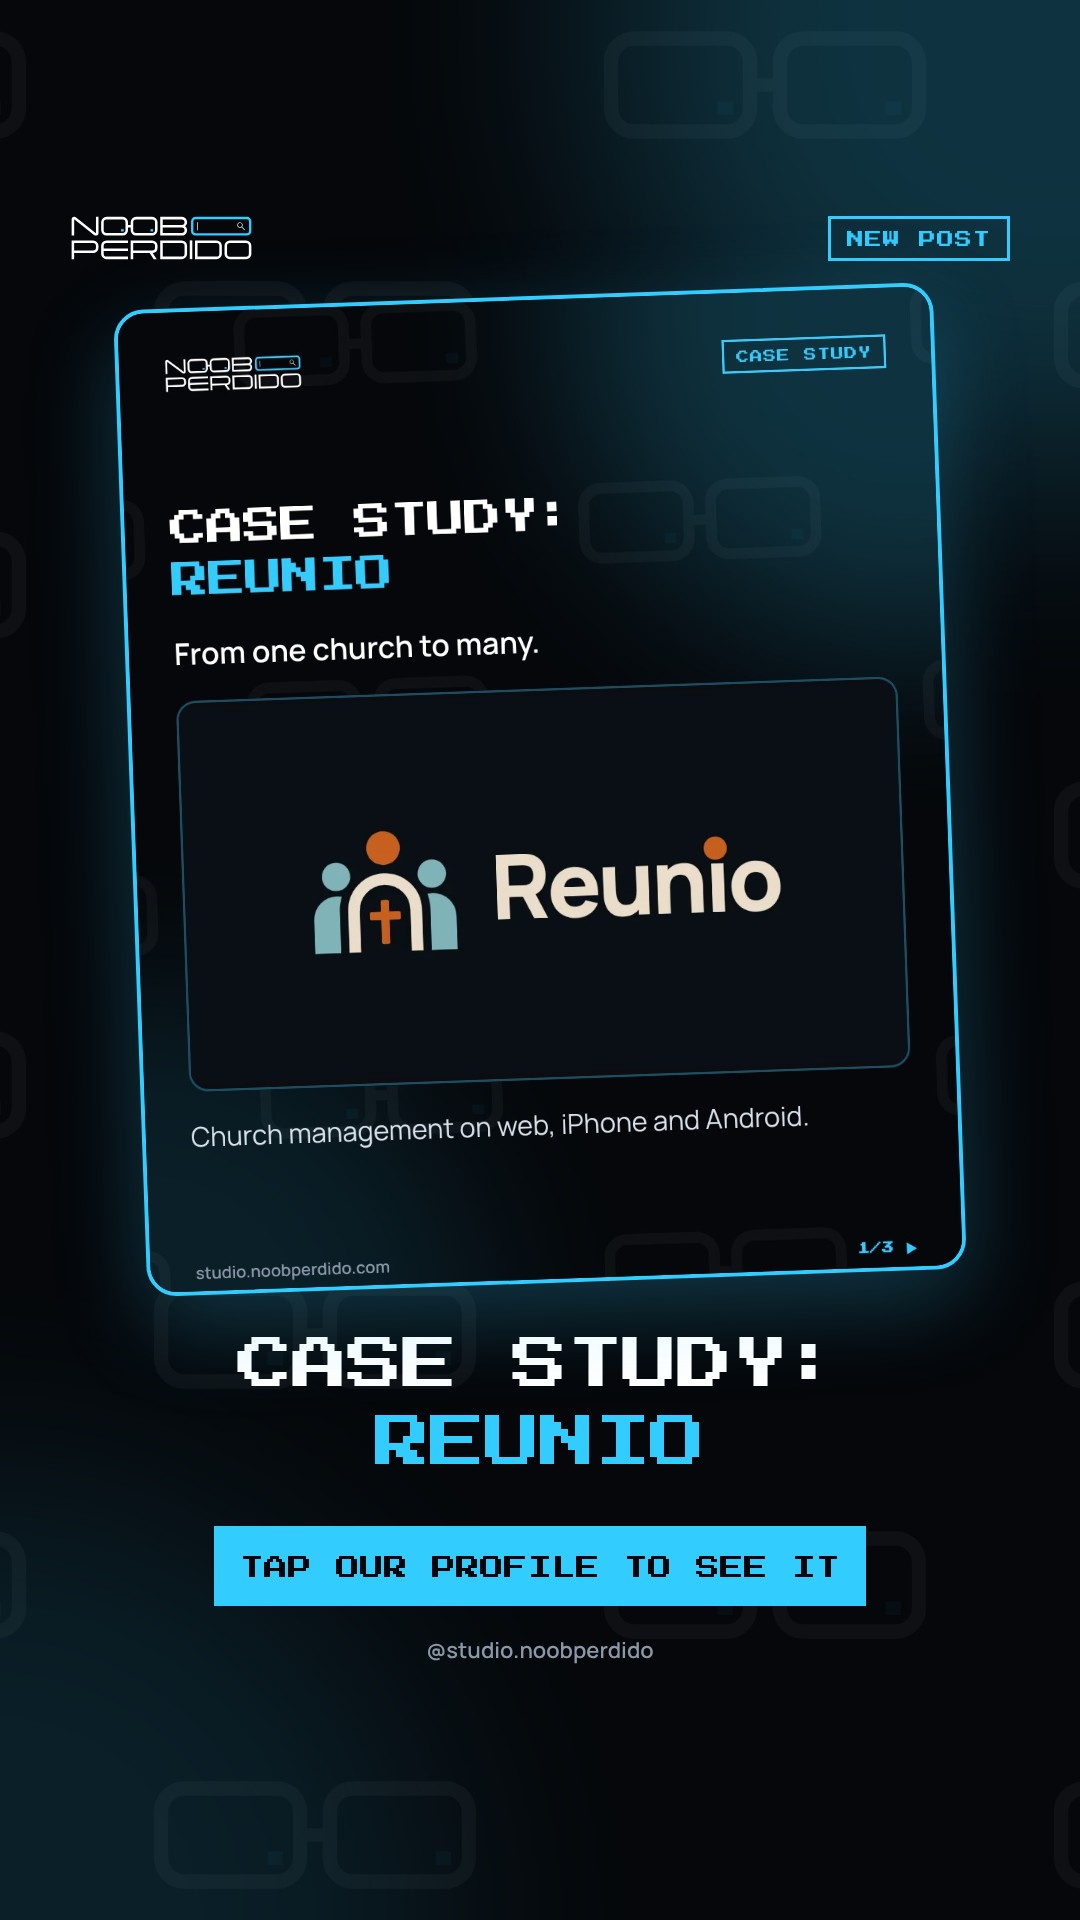 NOOB
PERDIDO
NEW POST
NOOB
PERDIDO
CASE STUDY
CASE STUDY:
REUNIO
From one church to many.
Reunio
Church management on web, iPhone and Android.
studio.noobperdido.com
1/3
CASE STUDY:
REUNIO
TAP OUR PROFILE TO SEE IT
@studio.noobperdido